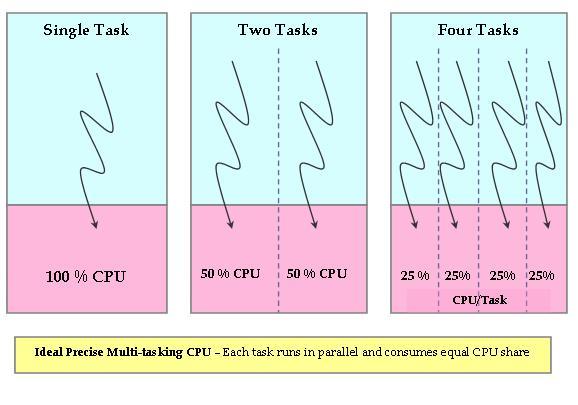 Single Task
100 % CPU
Two Tasks
50 % CPU
50 % CPU
Four Tasks
25 %
25%
25%
25%
CPU/Task
Ideal Precise Multi-tasking CPU – Each task runs in parallel and consumes equal CPU share